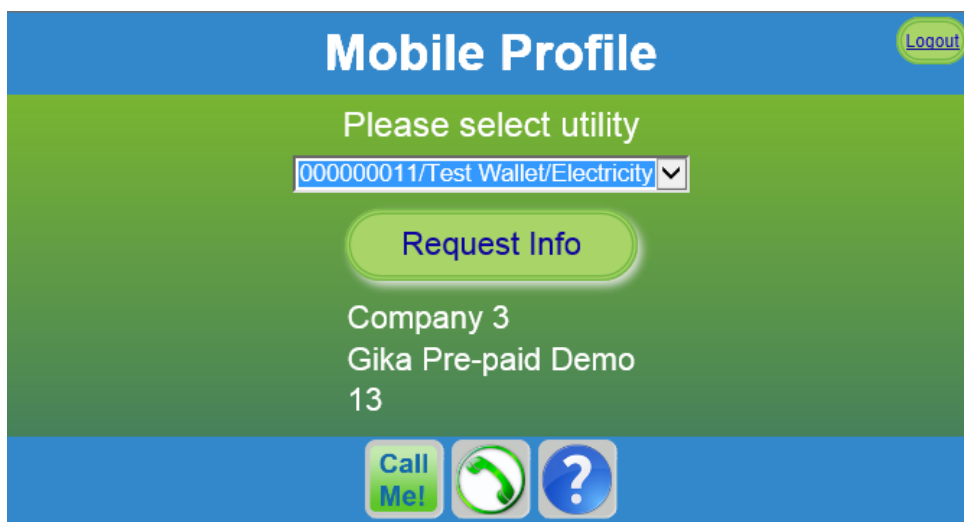 Mobile Profile
Logout
Please select utility
000000011/Test Wallet/Electricity
Request Info
Company 3
Gika Pre-paid Demo
13
Call
Me!
?